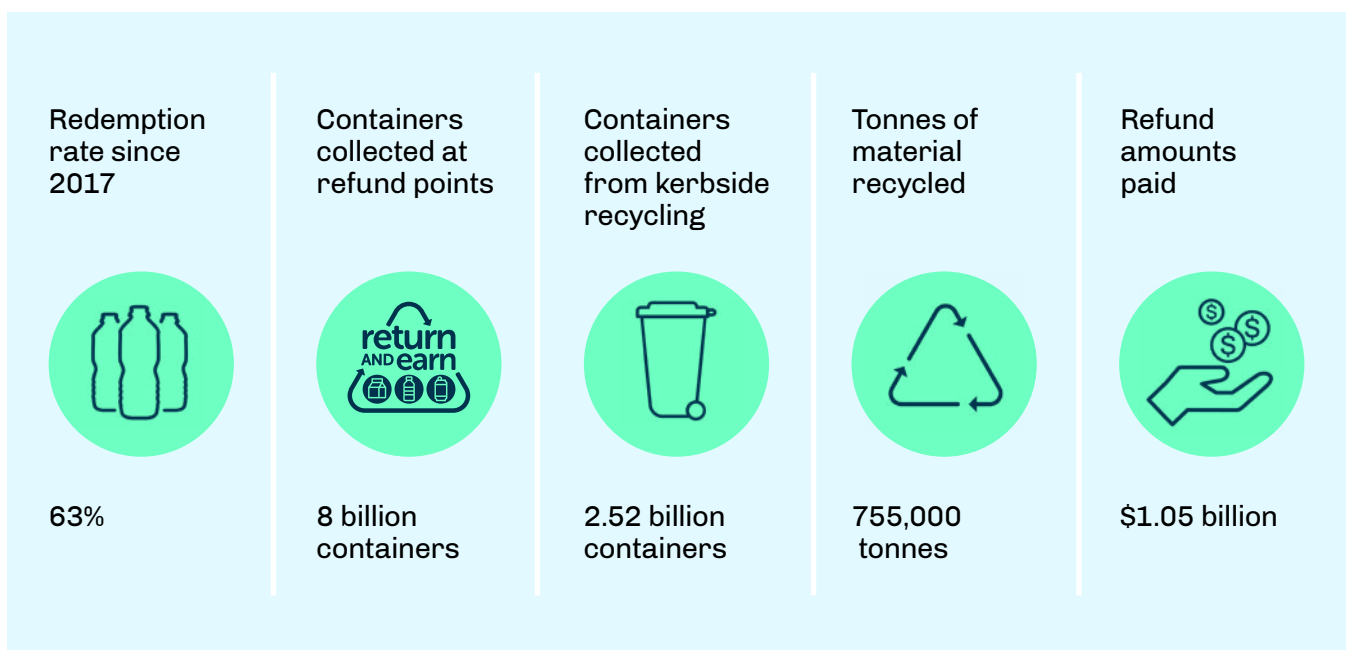 Redemption
rate since
2017
63%
Containers
collected at
refund points
return
AND earn
8 billion
containers
Containers
collected
from kerbside
recycling
2.52 billion
containers
Tonnes of
material
recycled
755,000
tonnes
Refund
amounts
paid
$ $ $
$1.05 billion